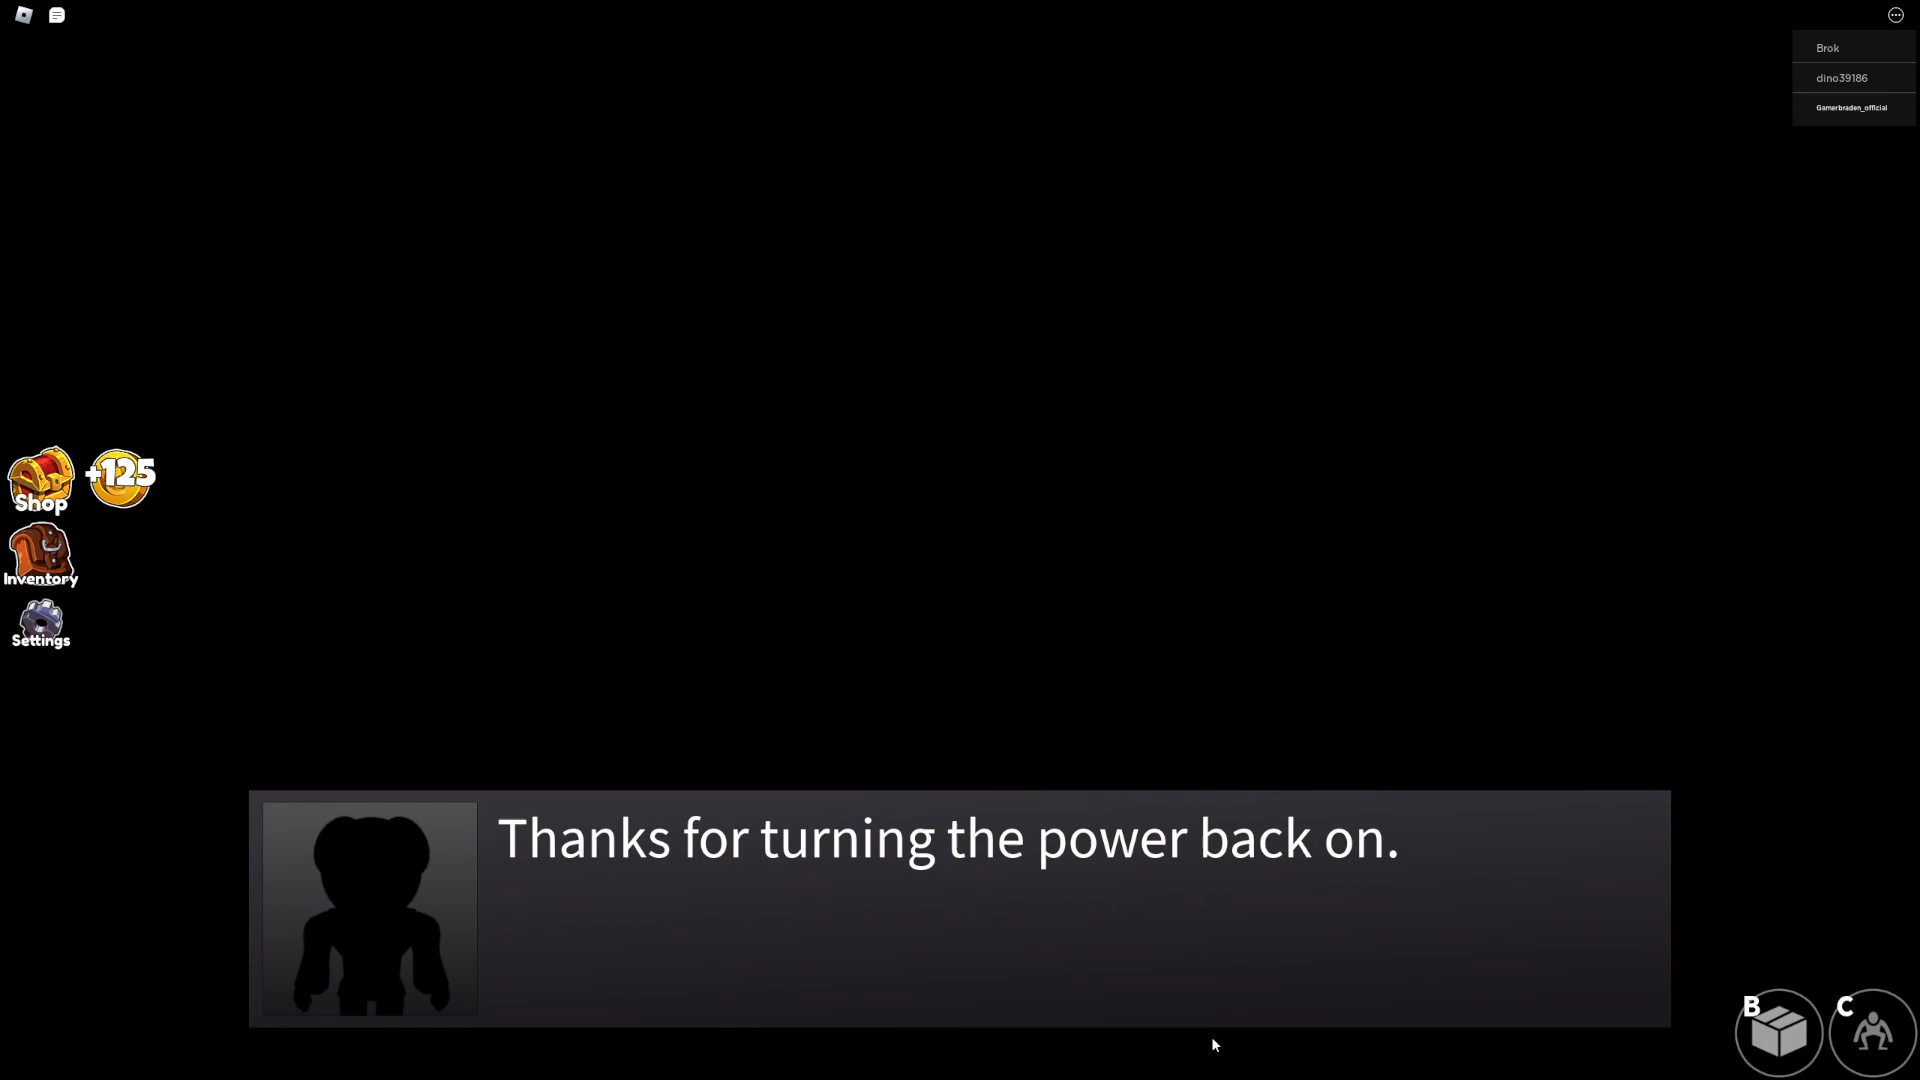 Brok
dino39186
Gamerbraden_official
+125
Shop
Inventory
Settings
Thanks for turning the power back on.
B
C